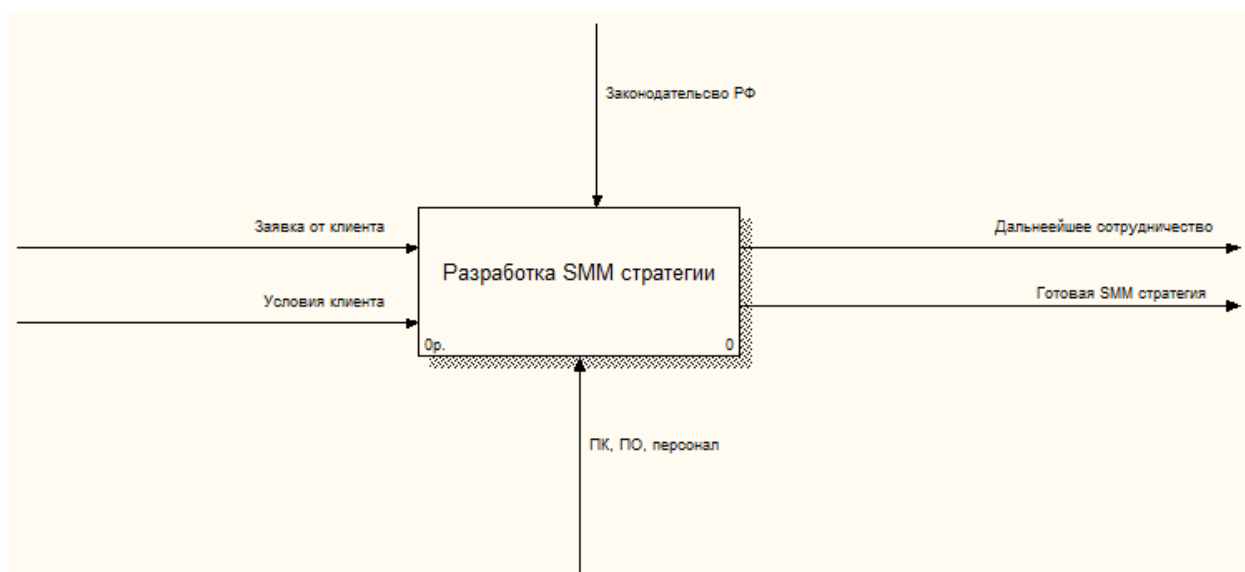 Законодательсво РФ
Заявка от клиента
Дальнеейшее сотрудничество
Разработка SMM стратегии
Условия клиента
Готовая SMM стратегия
0р.
0
ПК, ПО, персонал